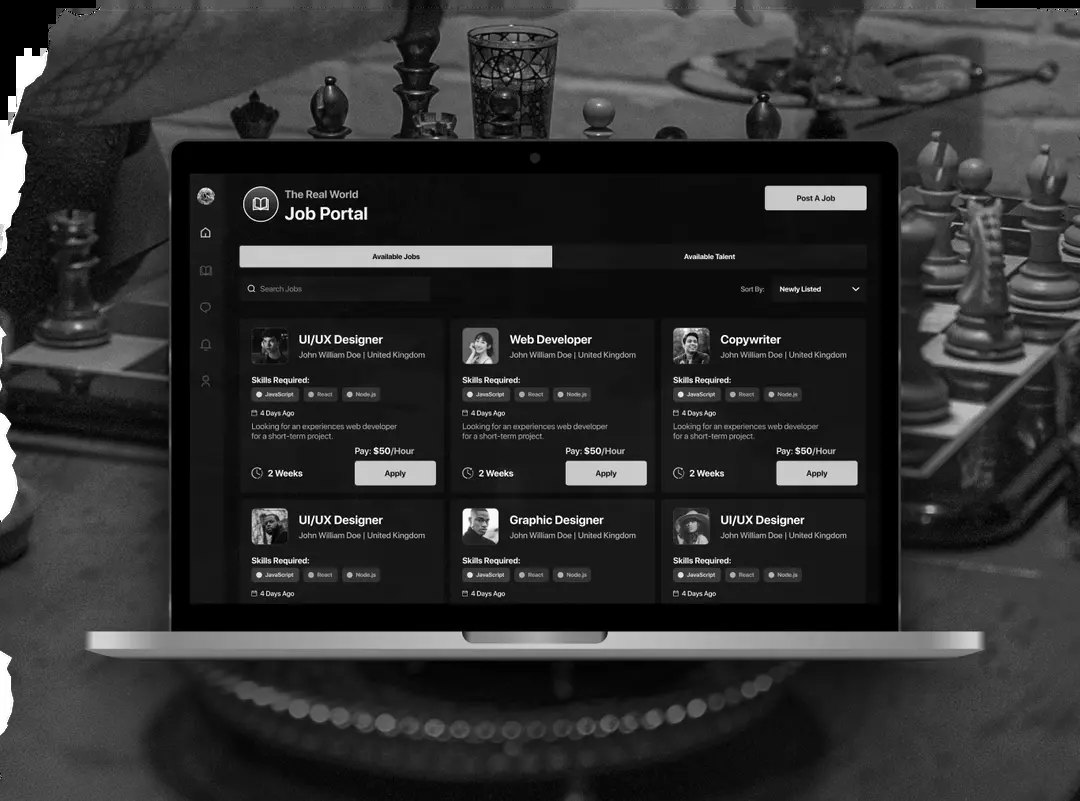 The Real World
Job Portal
Post A Job
Available Jobs
Available Talent
Search Jobs
Sort By:
Newly Listed
UI/UX Designer
John William Doe | United Kingdom
Skills Required:
JavaScript React Node.js
4 Days Ago
Looking for an experiences web developer
for a short-term project.
Pay: $50/Hour
2 Weeks
Apply
Web Developer
John William Doe | United Kingdom
Skills Required:
JavaScript React Node.js
4 Days Ago
Looking for an experiences web developer
for a short-term project.
Pay: $50/Hour
2 Weeks
Apply
Copywriter
John William Doe | United Kingdom
Skills Required:
JavaScript React Node.js
4 Days Ago
Looking for an experiences web developer
for a short-term project.
Pay: $50/Hour
2 Weeks
Apply
UI/UX Designer
John William Doe | United Kingdom
Skills Required:
JavaScript React Node.js
4 Days Ago
Graphic Designer
John William Doe | United Kingdom
Skills Required:
JavaScript React Node.js
4 Days Ago
UI/UX Designer
John William Doe | United Kingdom
Skills Required:
JavaScript React Node.js
4 Days Ago